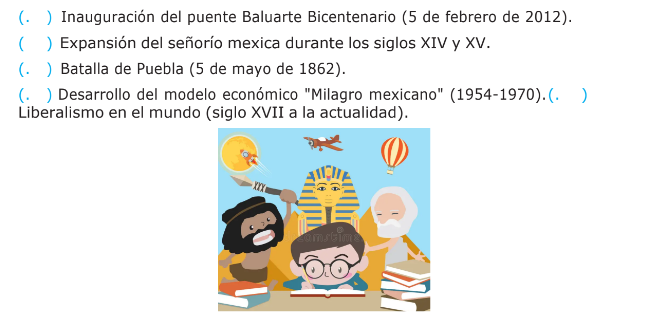 (.   ) Inauguración del puente Baluarte Bicentenario (5 de febrero de 2012).
(   ) Expansión del señorío mexica durante los siglos XIV y XV.
(.   ) Batalla de Puebla (5 de mayo de 1862).
(.   ) Desarrollo del modelo económico "Milagro mexicano" (1954-1970).(.   )
Liberalismo en el mundo (siglo XVII a la actualidad).